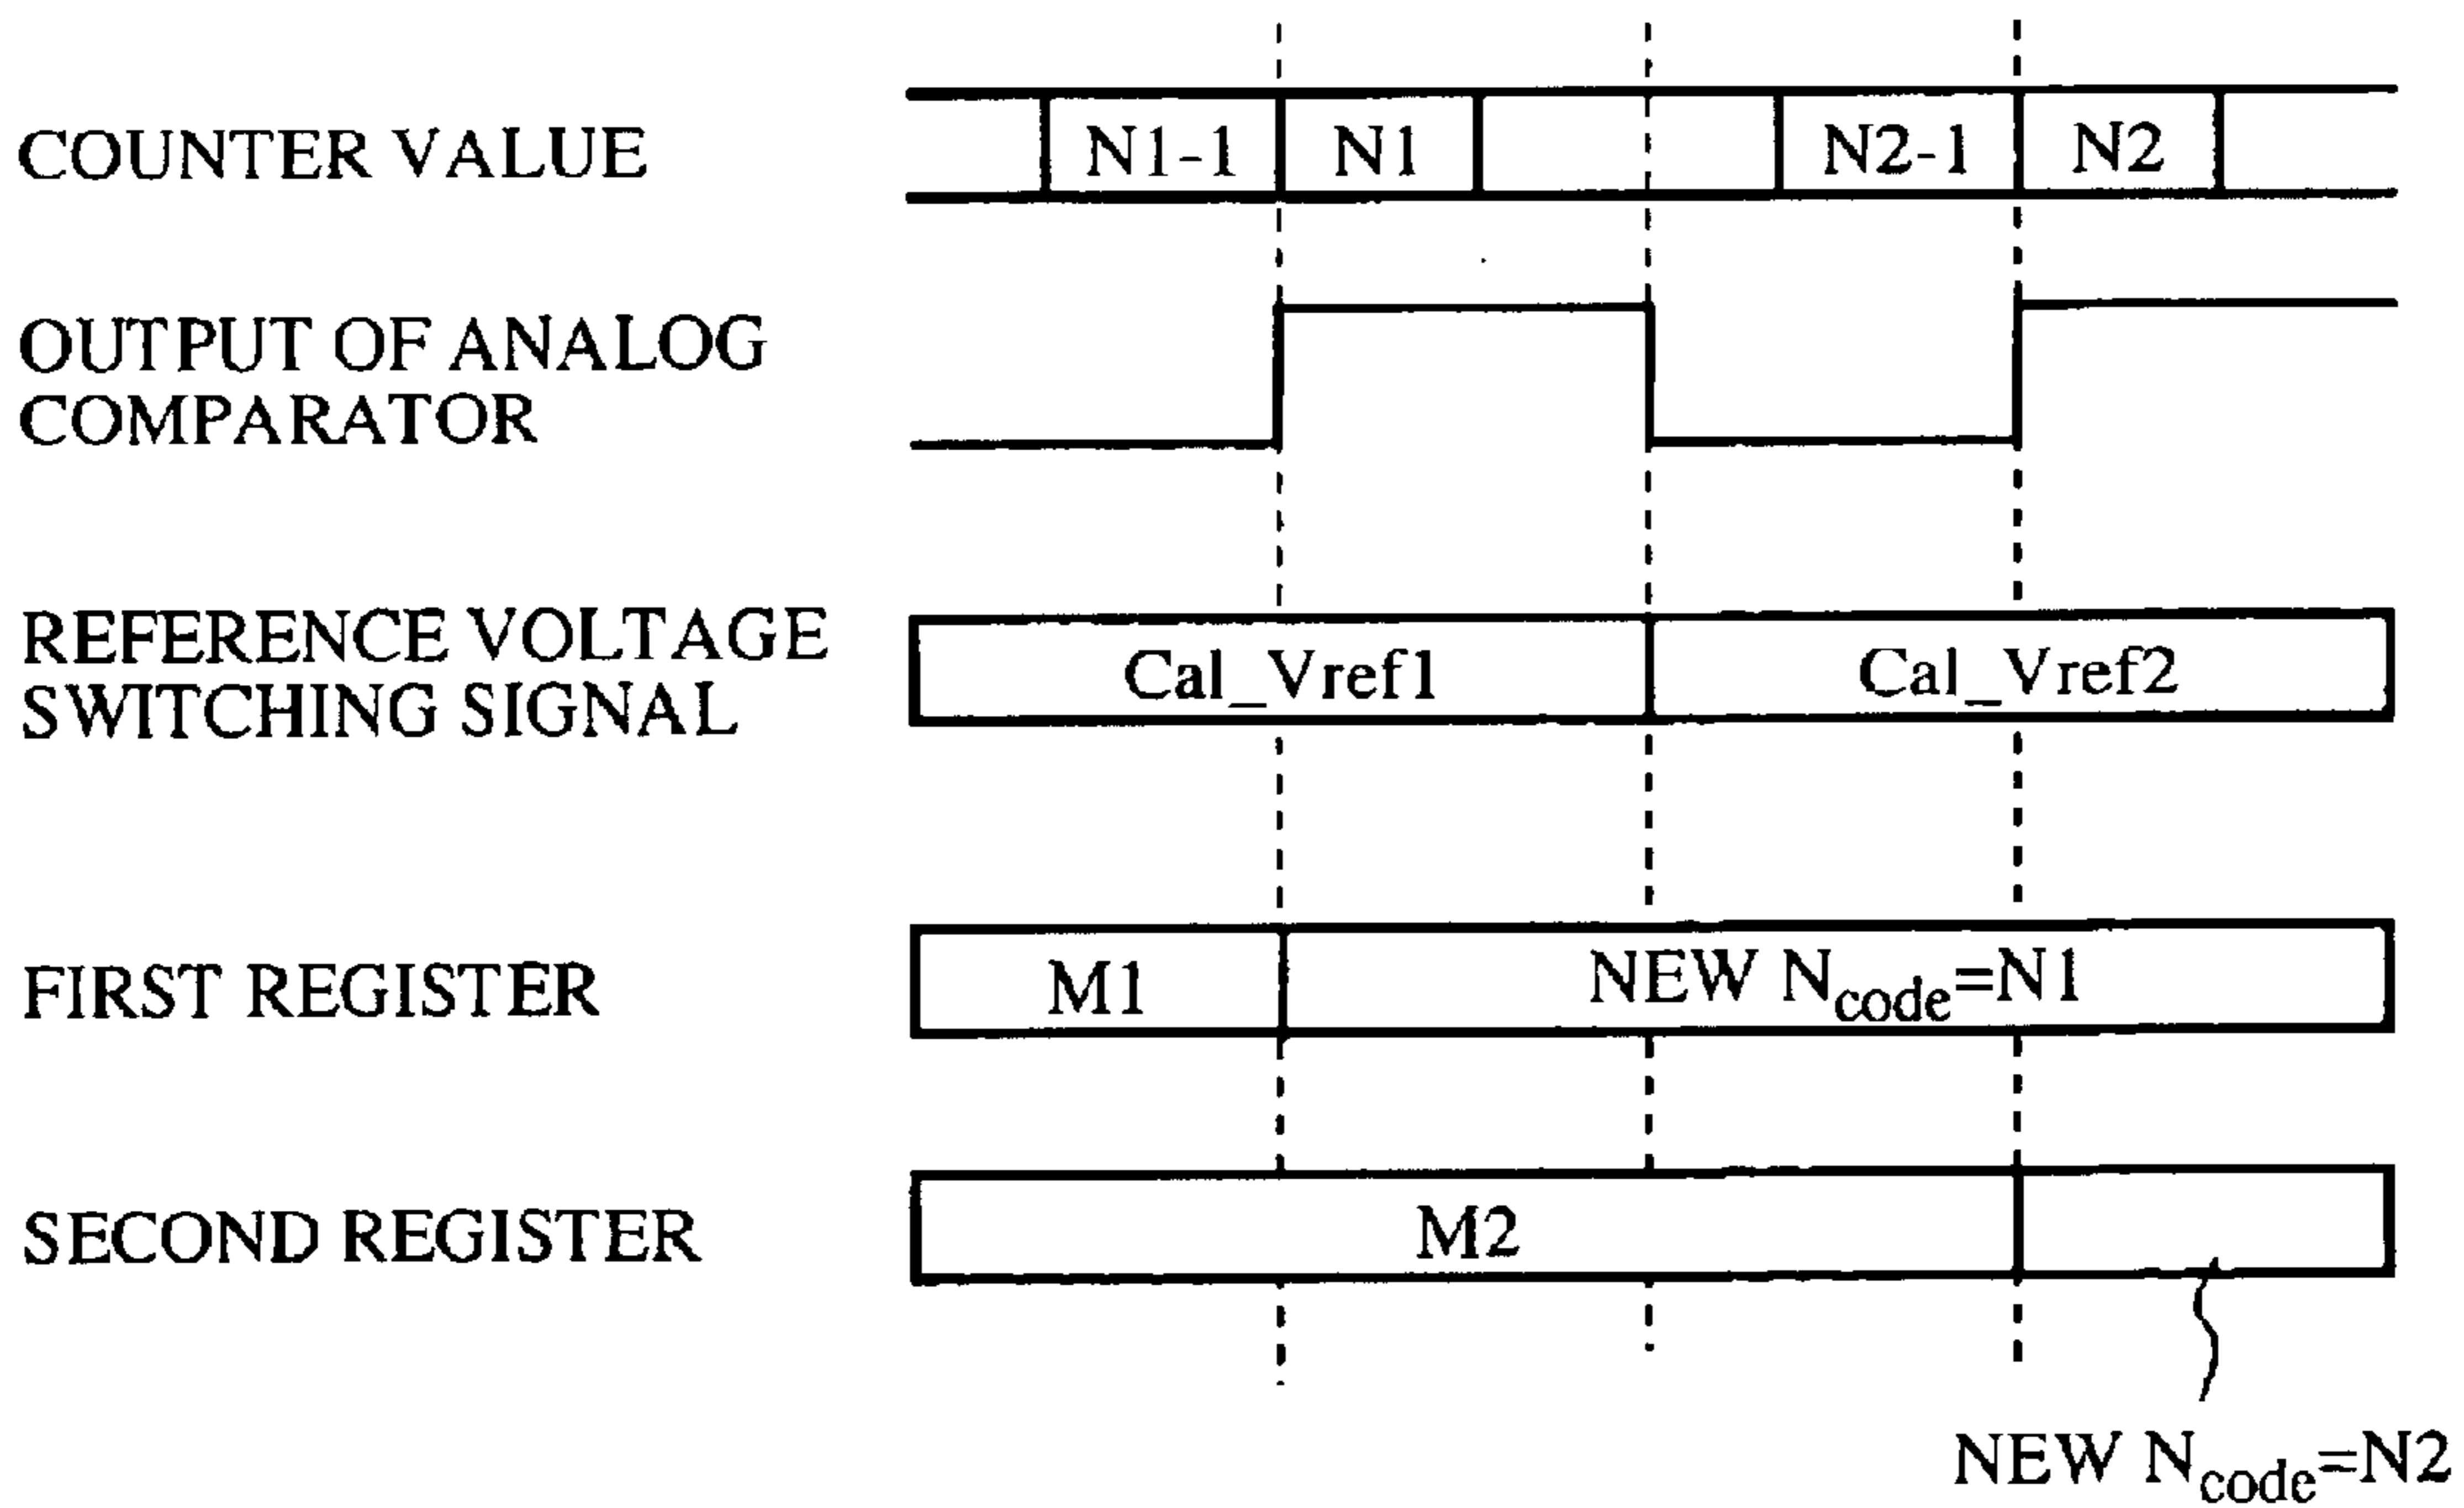 COUNTER VALUE
N1-1 N1 N2-1 N2
OUTPUT OF ANALOG
COMPARATOR
REFERENCE VOLTAGE
SWITCHING SIGNAL
Cal_Vref1 Cal_Vref2
FIRST REGISTER
M1 NEW Ncode=N1
SECOND REGISTER
M2
NEW Ncode=N2